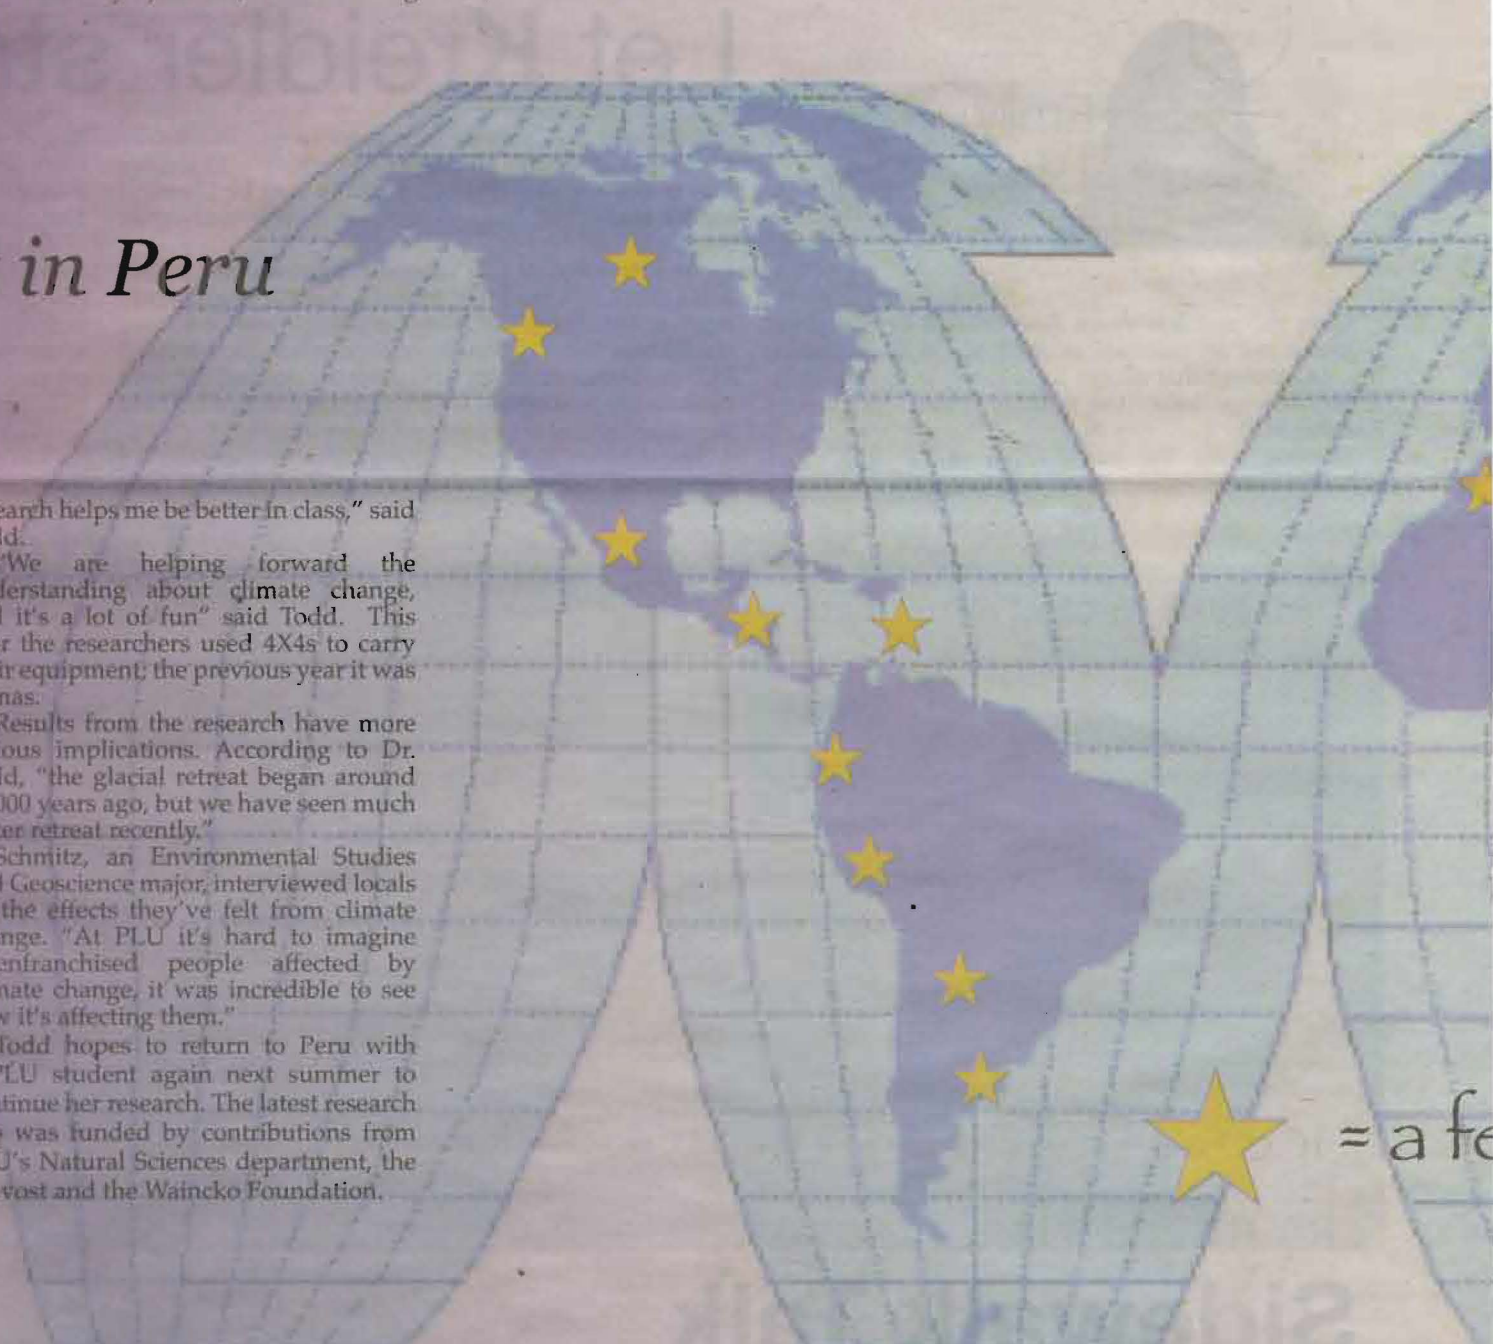 in Peru
earch helps me be better in class," said
ld.
"We are helping forward the
derstanding about climate change,
it's a lot of fun" said Todd. This
r the researchers used 4X4s to carry
ir equipment; the previous year it was
mas.
Results from the research have more
ous implications. According to Dr.
ld, "the glacial retreat began around
000 years ago, but we have seen much
er retreat recently."
Schmitz, an Environmental Studies
l Geoscience major, interviewed locals
the effects they've felt from climate
nge. "At PLU it's hard to imagine
enfranchised people affected by
nate change, it was incredible to see
w it's affecting them."
Todd hopes to return to Peru with
PLU student again next summer to
tinue her research. The latest research
was funded by contributions from
U's Natural Sciences department, the
vost and the Waincko Foundation.
= a fe